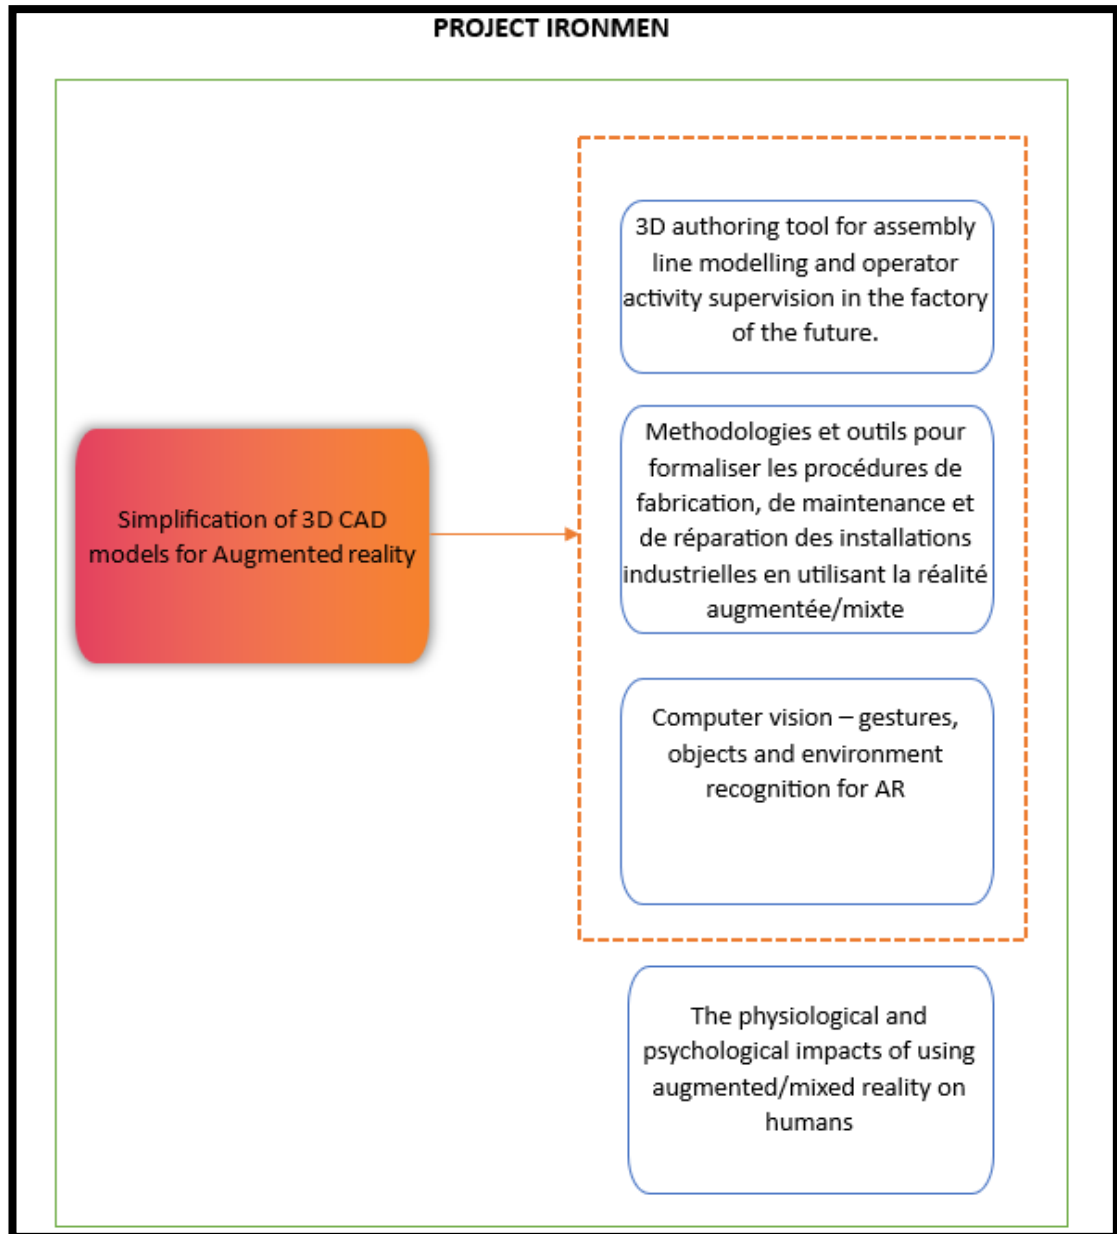 PROJECT IRONMEN
3D authoring tool for assembly
line modelling and operator
activity supervision in the factory
of the future.
Simplification of 3D CAD
models for Augmented reality
Methodologies et outils pour
formaliser les procédures de
fabrication, de maintenance et
de réparation des installations
industrielles en utilisant la réalité
augmentée/mixte
Computer vision – gestures,
objects and environment
recognition for AR
The physiological and
psychological impacts of using
augmented/mixed reality on
humans